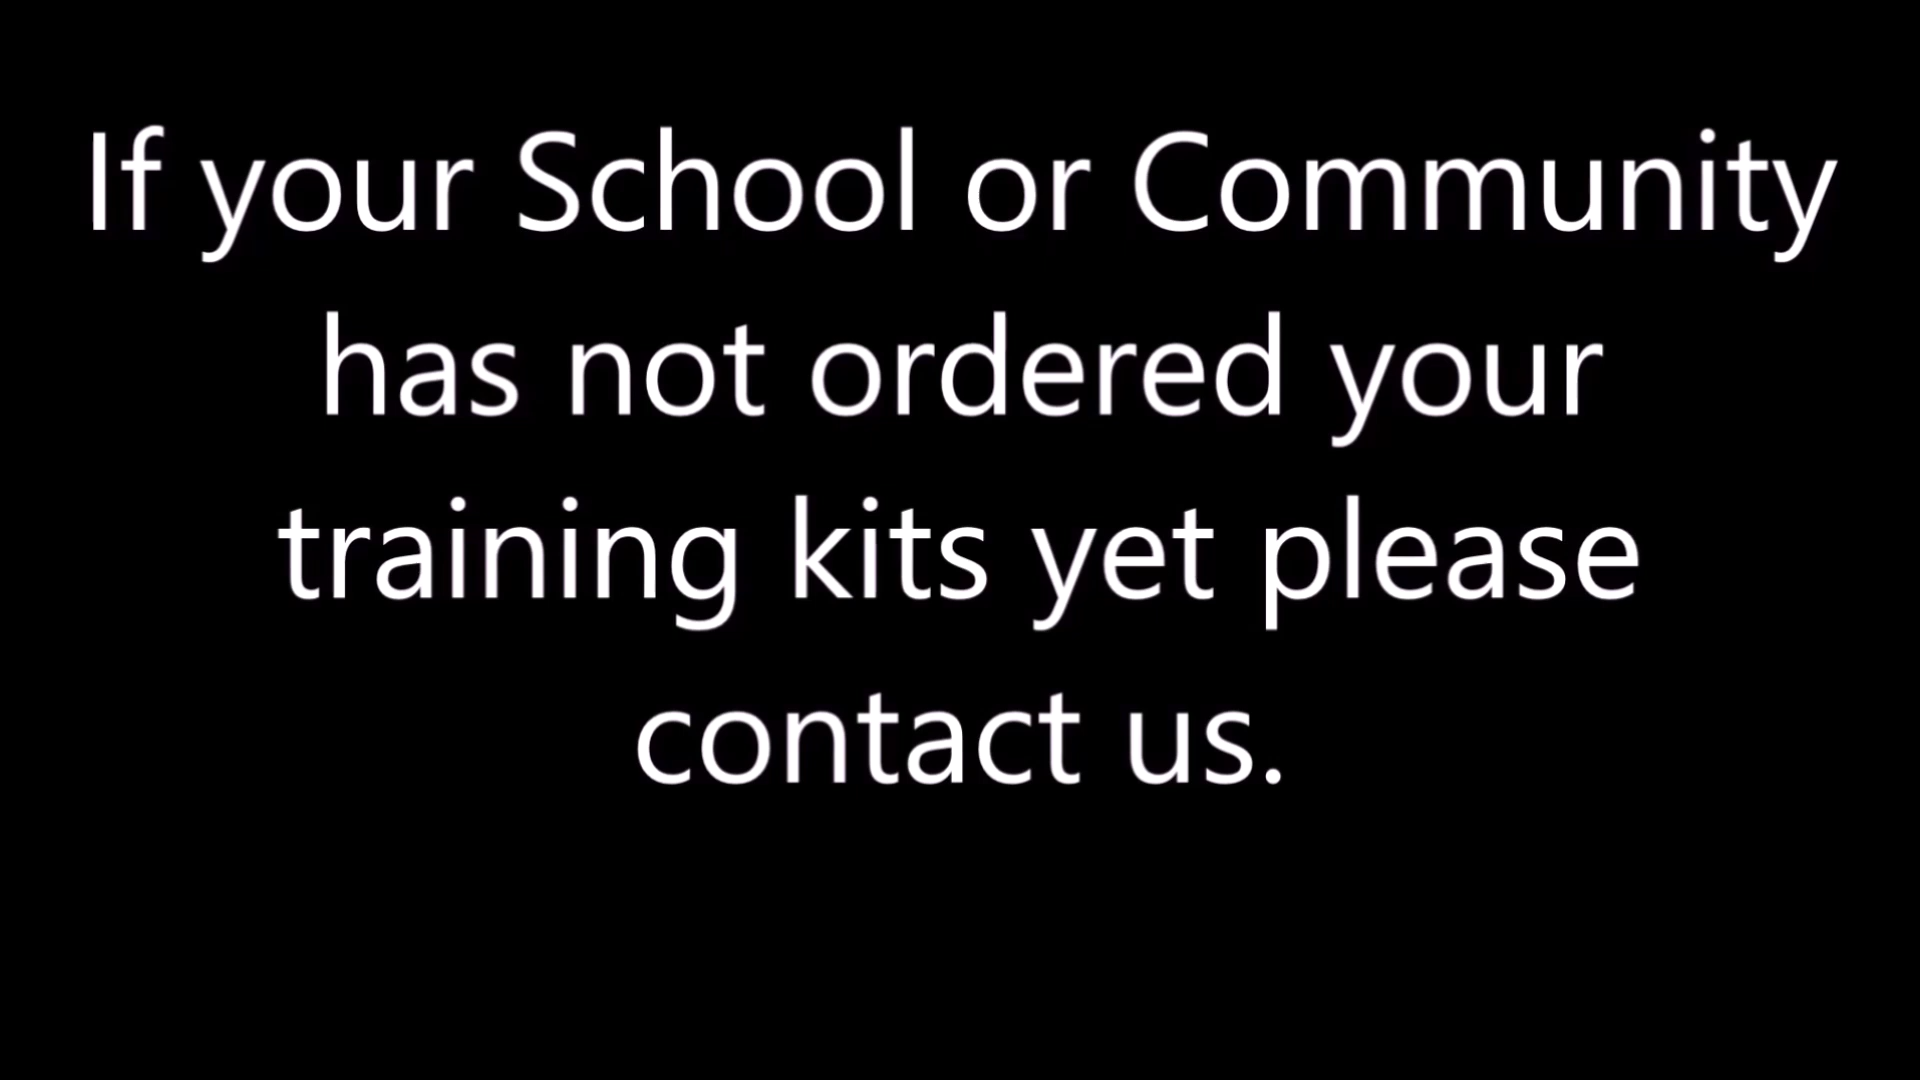 If your School or Community
has not ordered your
training kits yet please
contact us.